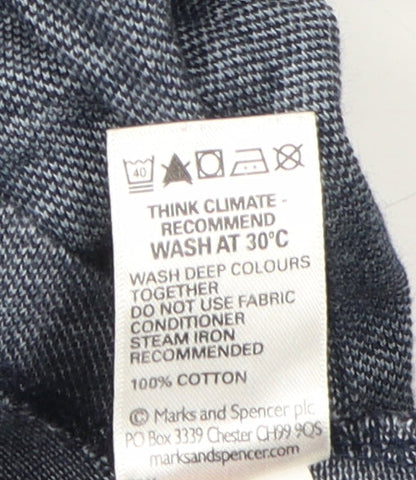 40
THINK CLIMATE -
RECOMMEND
WASH AT 30°C
WASH DEEP COLOURS
TOGETHER
DO NOT USE FABRIC
CONDITIONER
STEAM IRON
RECOMMENDED
100% COTTON
© Marks and Spencer plc
PO Box 3339 Chester CH99 9QS
marksandspencer.com